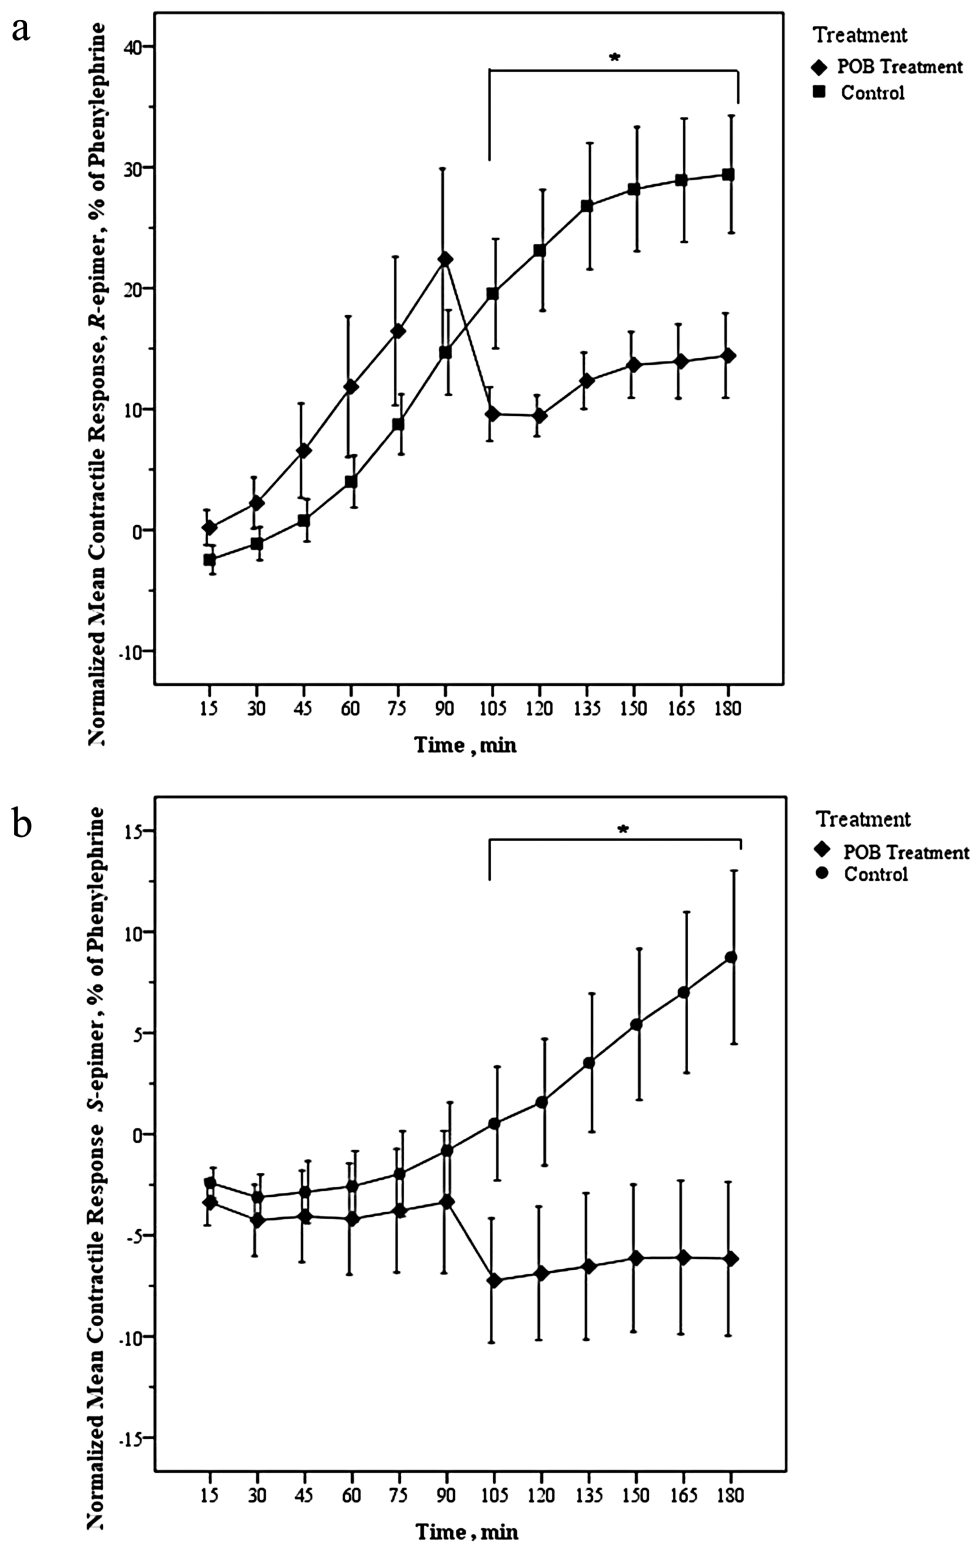 a
Normalized Mean Contractile Response, R-epimer, % of Phenylephrine
40
30
20
10
0
-10
*
Treatment
POB Treatment
Control
15 30 45 60 75 90 105 120 135 150 165 180
Time , min
b
Normalized Mean Contractile Response S-epimer, % of Phenylephrine
15
10
5
0
-5
-10
-15
*
Treatment
POB Treatment
Control
15 30 45 60 75 90 105 120 135 150 165 180
Time , min